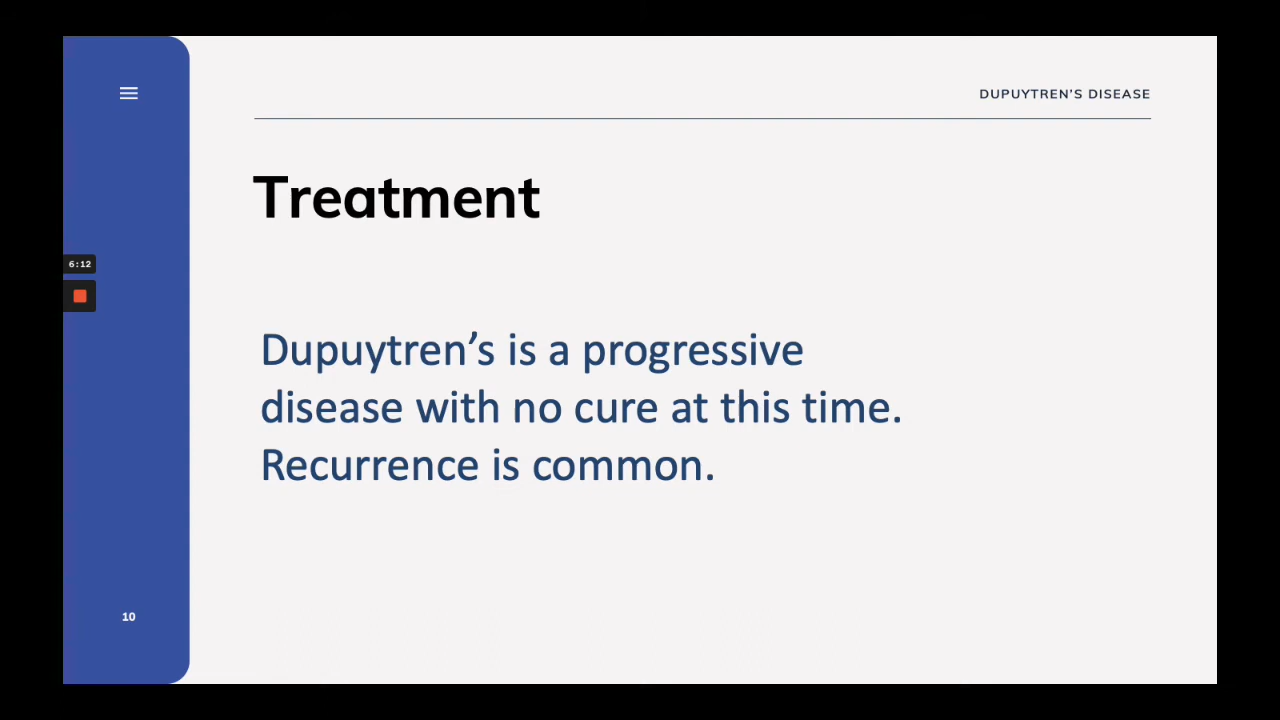 DUPUYTREN'S DISEASE
Treatment
6:12
Dupuytren’s is a progressive
disease with no cure at this time.
Recurrence is common.
10